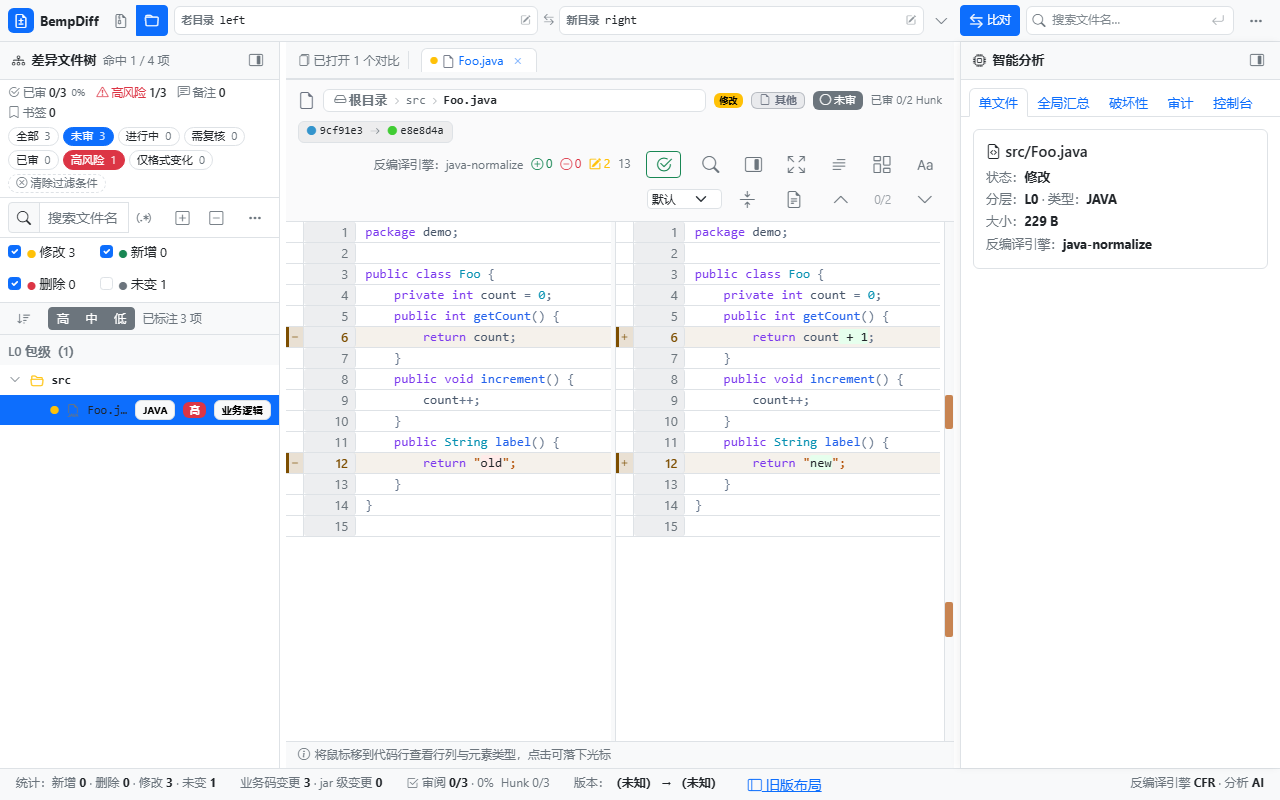 BempDiff 老目录 left 新目录 right 比对 搜索文件名...
差异文件树 命中 1 / 4 项
已审 0/3 0% 高风险 1/3 备注 0
书签 0
全部 3 未审 3 进行中 0 需复核 0
已审 0 高风险 1 仅格式变化 0
清除过滤条件
搜索文件名 (.*)
修改 3 新增 0
删除 0 未变 1
高 中 低 已标注 3 项
L0 包级 (1)
src
Foo.j… JAVA 高 业务逻辑
已打开 1 个对比 Foo.java ×
根目录 › src › Foo.java 修改 其他 未审 已审 0/2 Hunk
9cf91e3 → e8e8d4a
反编译引擎: java-normalize 0 0 2 13 Aa
默认 0/2
1 package demo;
2
3 public class Foo {
4 private int count = 0;
5 public int getCount() {
− 6 return count;
7 }
8 public void increment() {
9 count++;
10 }
11 public String label() {
− 12 return "old";
13 }
14 }
15
1 package demo;
2
3 public class Foo {
4 private int count = 0;
5 public int getCount() {
+ 6 return count + 1;
7 }
8 public void increment() {
9 count++;
10 }
11 public String label() {
+ 12 return "new";
13 }
14 }
15
将鼠标移到代码行查看行列与元素类型，点击可落下光标
智能分析
单文件 全局汇总 破坏性 审计 控制台
src/Foo.java
状态: 修改
分层: L0 · 类型: JAVA
大小: 229 B
反编译引擎: java-normalize
统计: 新增 0 · 删除 0 · 修改 3 · 未变 1 业务码变更 3 · jar 级变更 0 审阅 0/3 · 0% Hunk 0/3 版本: (未知) → (未知) 旧版布局 反编译引擎 CFR · 分析 AI